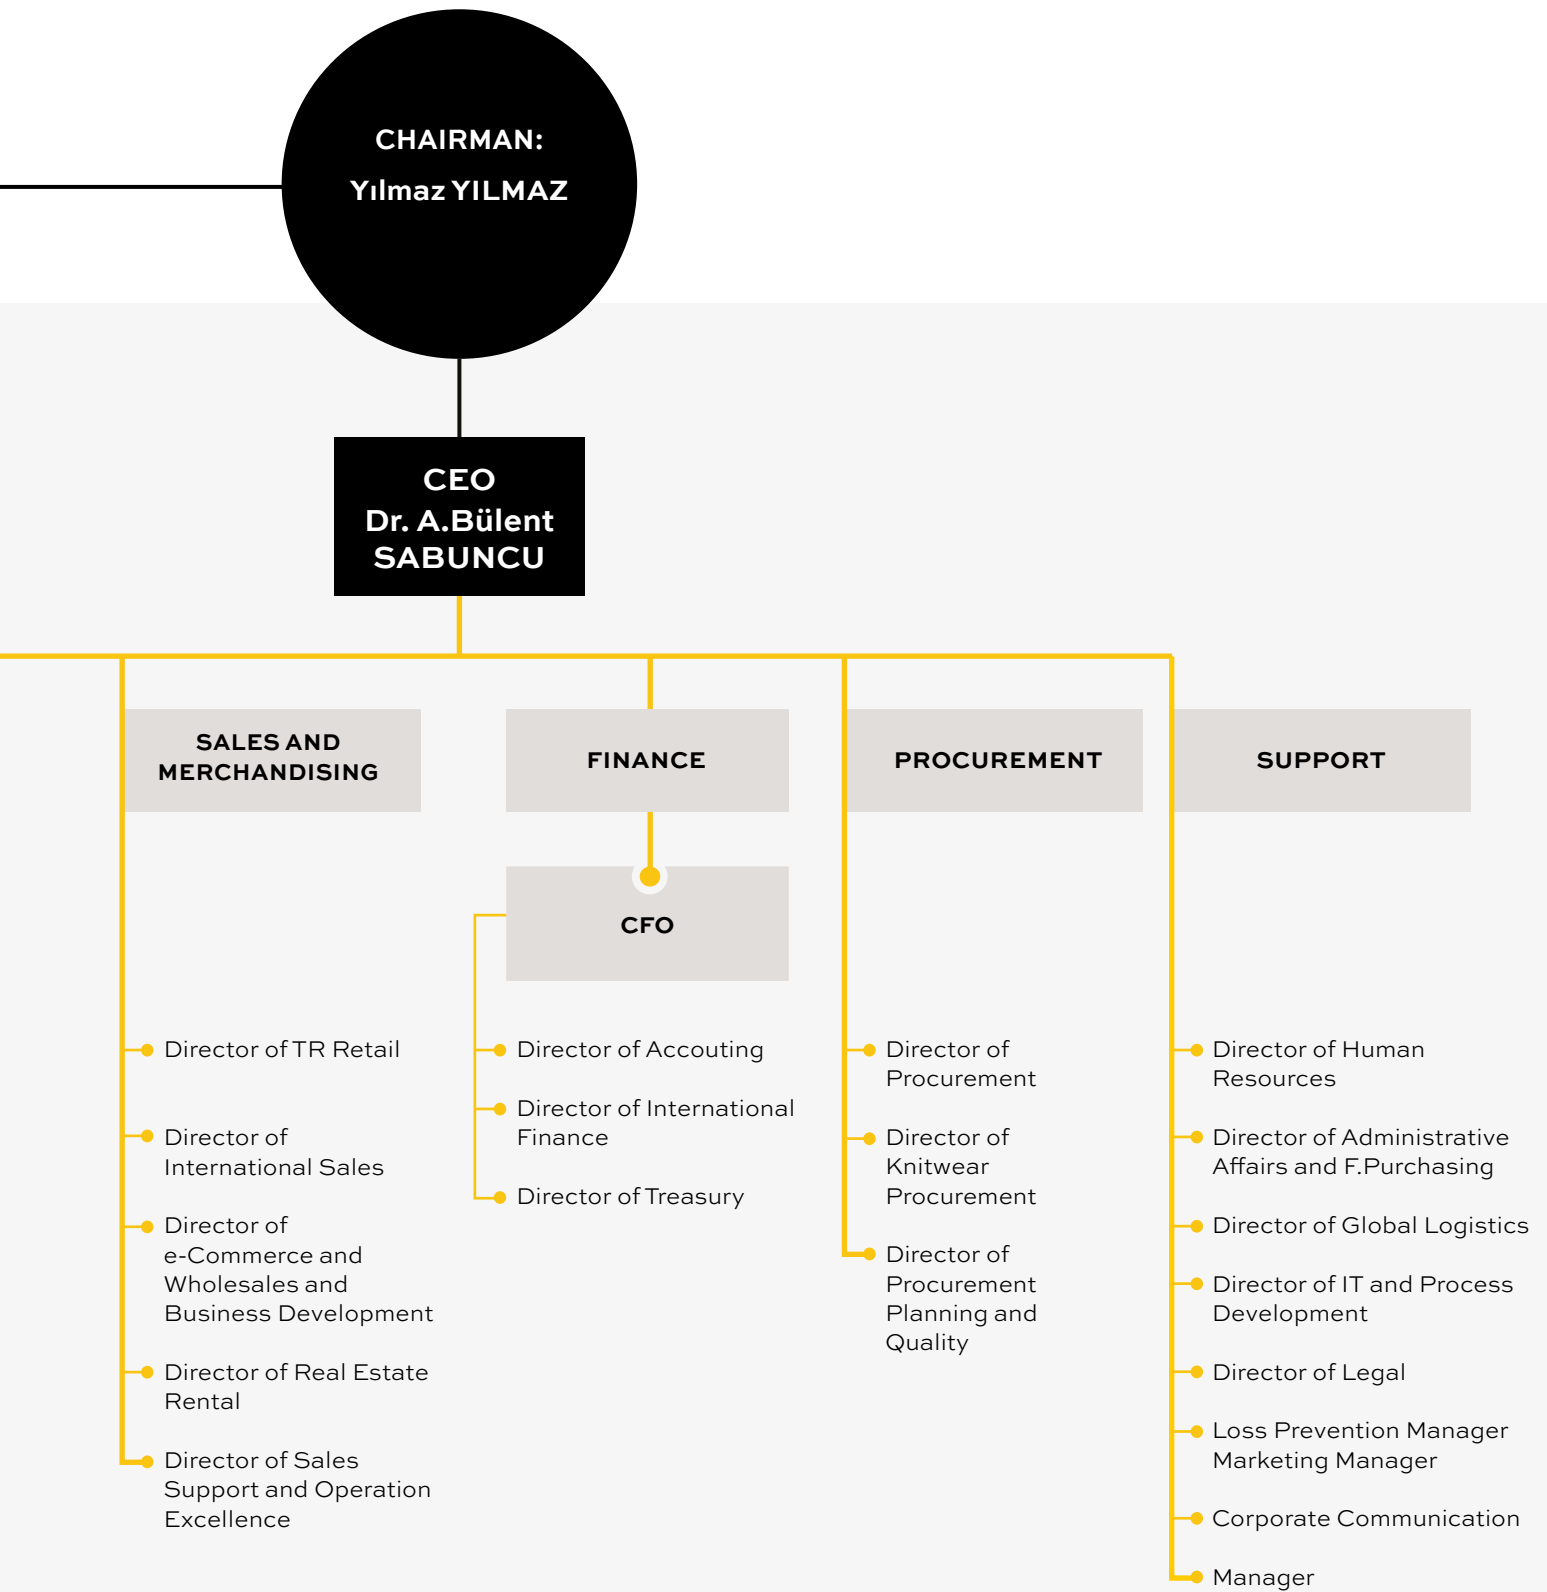 CHAIRMAN:
Yılmaz YILMAZ
CEO
Dr. A.Bülent
SABUNCU
SALES AND
MERCHANDISING
FINANCE
PROCUREMENT
SUPPORT
CFO
Director of TR Retail
Director of
International Sales
Director of
e-Commerce and
Wholesales and
Business Development
Director of Real Estate
Rental
Director of Sales
Support and Operation
Excellence
Director of Accouting
Director of International
Finance
Director of Treasury
Director of
Procurement
Director of
Knitwear
Procurement
Director of
Procurement
Planning and
Quality
Director of Human
Resources
Director of Administrative
Affairs and F.Purchasing
Director of Global Logistics
Director of IT and Process
Development
Director of Legal
Loss Prevention Manager
Marketing Manager
Corporate Communication
Manager